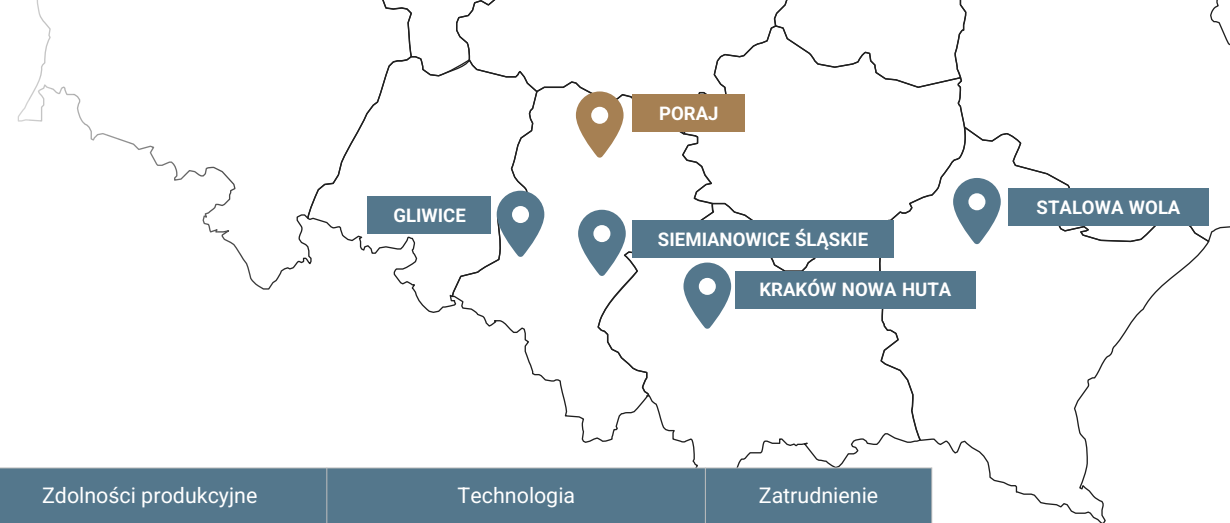 PORAJ
GLIWICE
STALOWA WOLA
SIEMIANOWICE ŚLĄSKIE
KRAKÓW NOWA HUTA
Zdolności produkcyjne
Technologia
Zatrudnienie